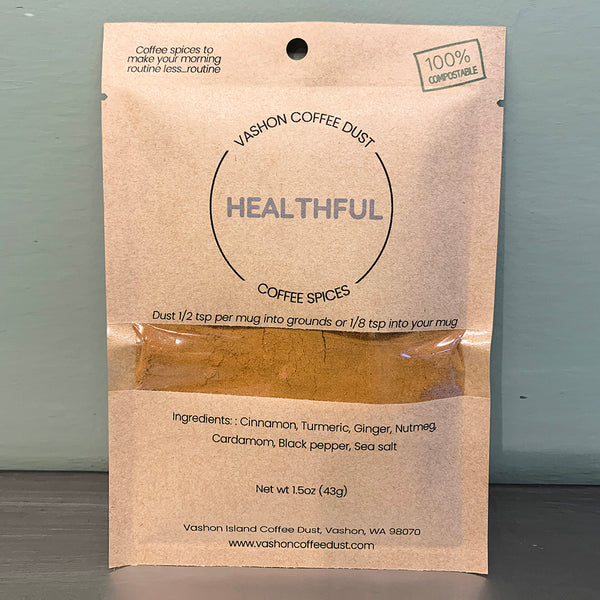 Coffee spices to
make your morning
routine less...routine
100%
COMPOSTABLE
VASHON COFFEE DUST
HEALTHFUL
COFFEE SPICES
Dust 1/2 tsp per mug into grounds or 1/8 tsp into your mug
Ingredients: : Cinnamon, Turmeric, Ginger, Nutmeg,
Cardamom, Black pepper, Sea salt
Net wt 1.5oz (43g)
Vashon Island Coffee Dust, Vashon, WA 98070
www.vashoncoffeedust.com